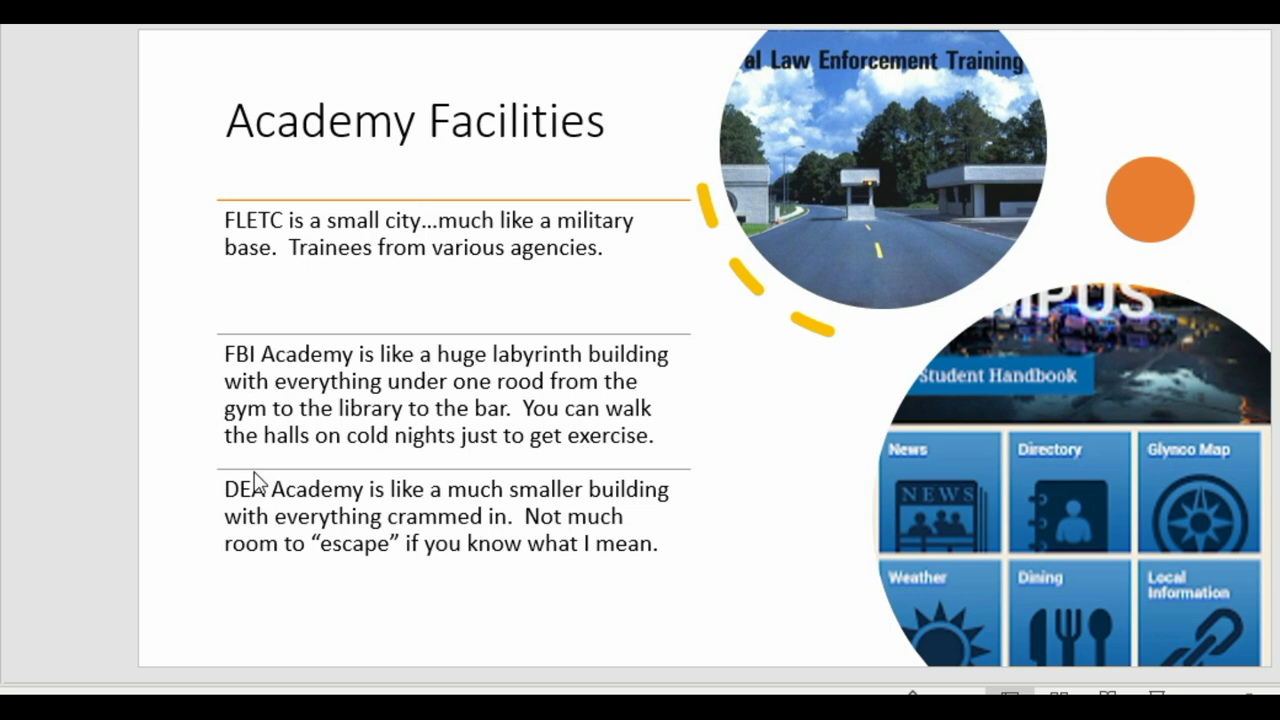 Academy Facilities
FLETC is a small city...much like a military
base.  Trainees from various agencies.
FBI Academy is like a huge labyrinth building
with everything under one rood from the
gym to the library to the bar.  You can walk
the halls on cold nights just to get exercise.
DEA Academy is like a much smaller building
with everything crammed in.  Not much
room to “escape” if you know what I mean.
al Law Enforcement Training
MPUS
Student Handbook
News
Directory
Glynco Map
NEWS
Weather
Dining
Local
Information